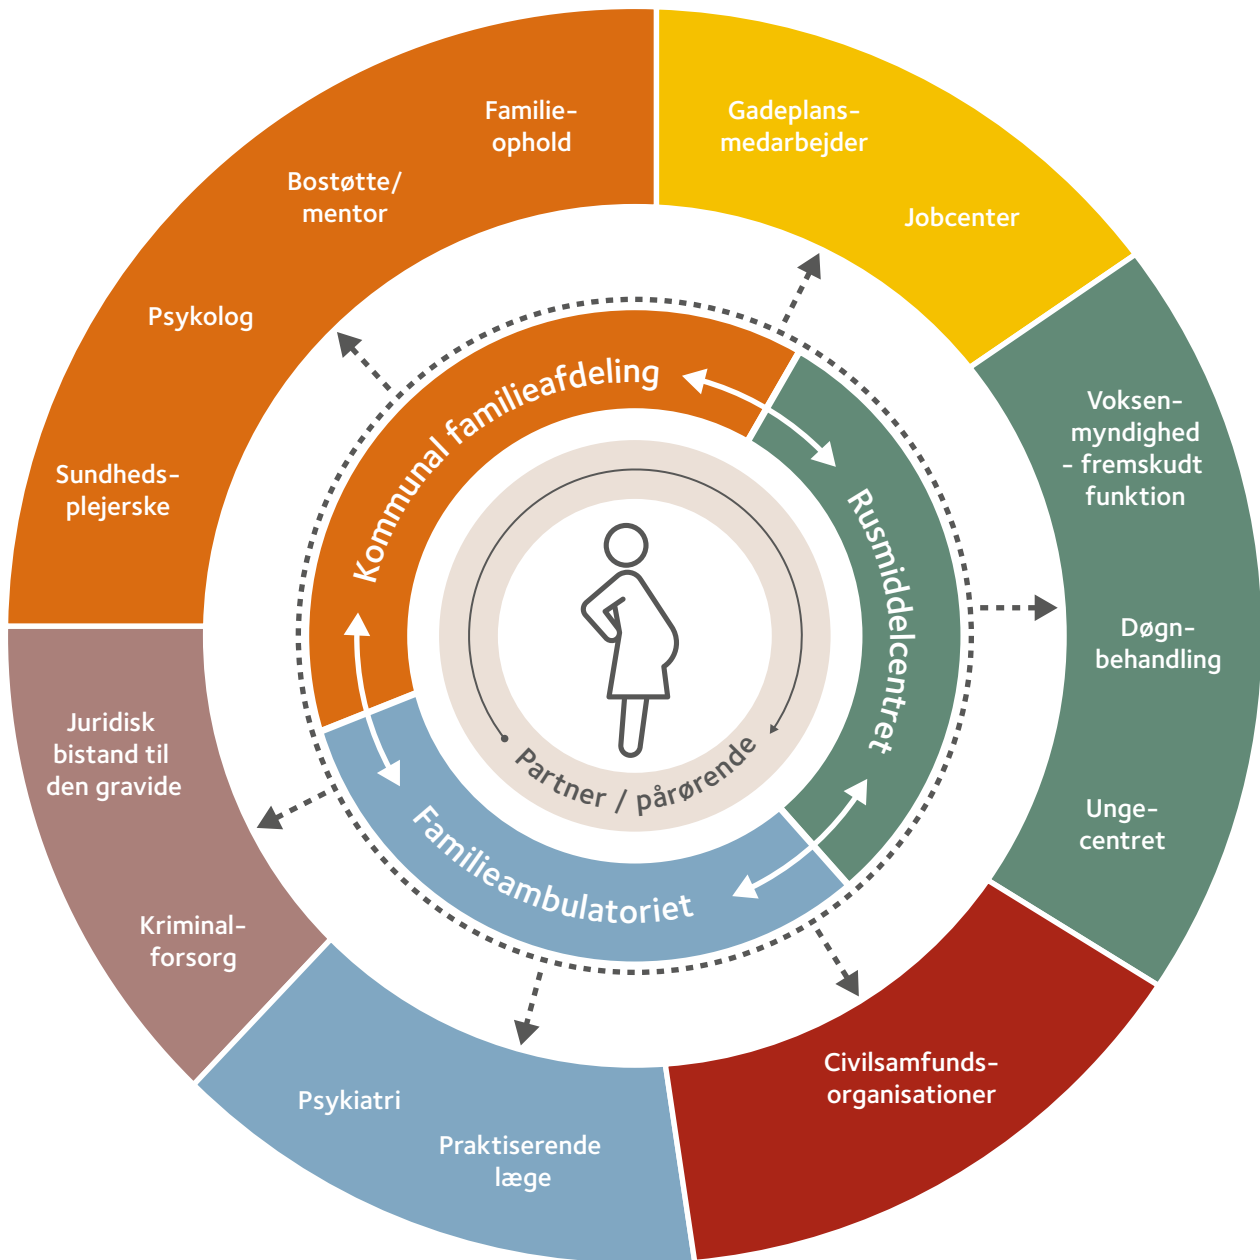 Familie-
ophold
Bostøtte/
mentor
Psykolog
Sundheds-
plejerske
Gadeplans-
medarbejder
Jobcenter
Voksen-
myndighed
- fremskudt
funktion
Døgn-
behandling
Unge-
centret
Civilsamfunds-
organisationer
Praktiserende
læge
Psykiatri
Kriminal-
forsorg
Juridisk
bistand til
den gravide
Kommunal familieafdeling
Rusmiddelcentret
Familieambulatoriet
Partner / pårørende